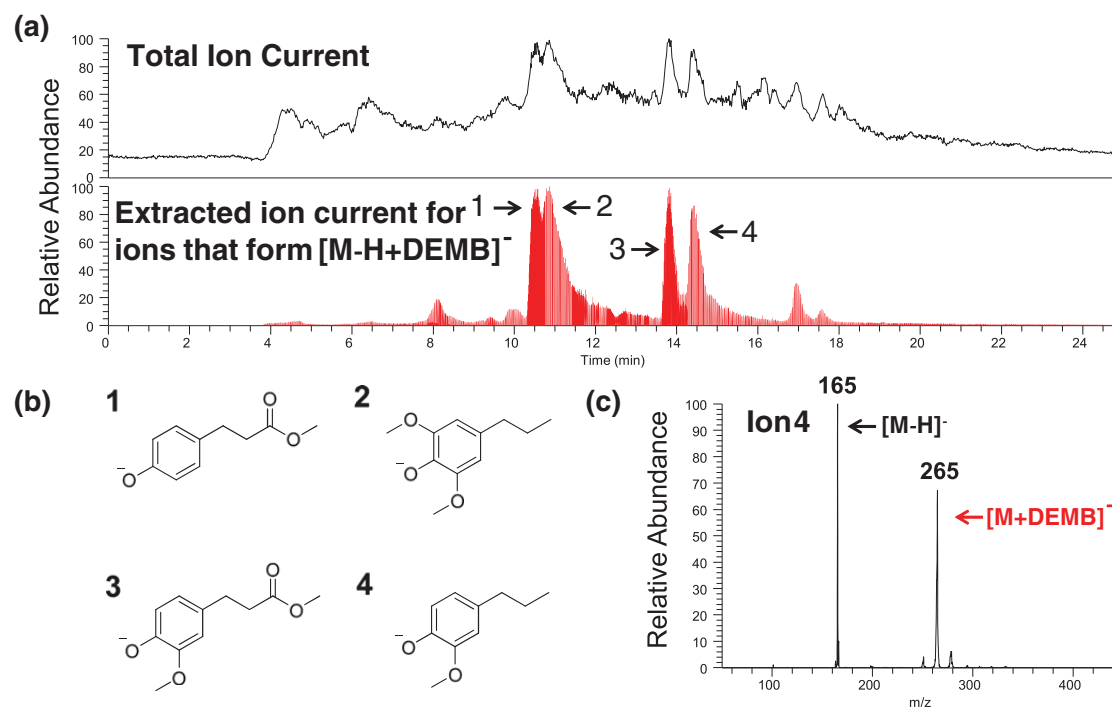 (a)
Total Ion Current
Relative Abundance
100
80
60
40
20
0
Extracted ion current for
ions that form [M-H+DEMB]-
1
2
3
4
Relative Abundance
100
80
60
40
20
0
0 2 4 6 8 10 12 14 16 18 20 22 24
Time (min)
(b)
1
O
O
-O
2
O
-O
O
3
O
O
-O
O
4
-O
O
(c)
Ion 4
165
[M-H]-
265
[M+DEMB]-
Relative Abundance
100
90
80
70
60
50
40
30
20
10
0
100 200 300 400
m/z